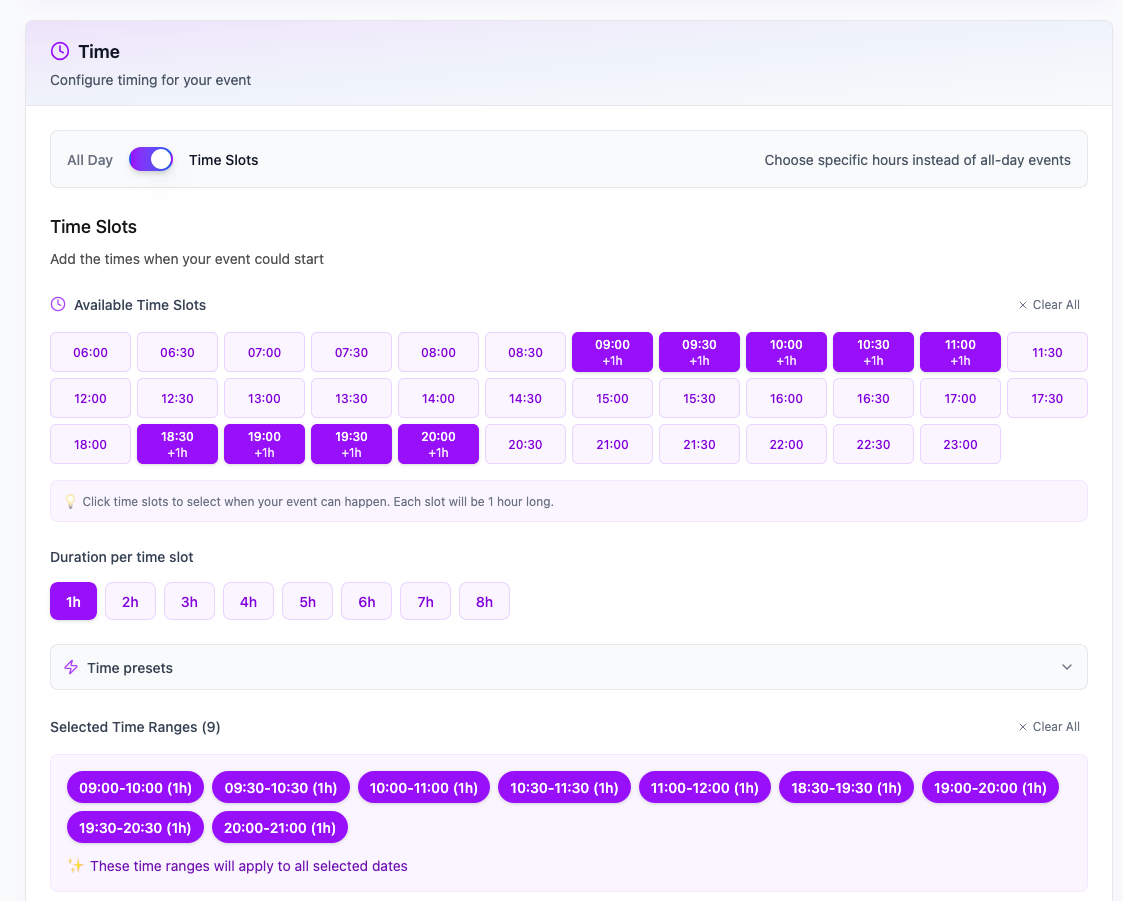 Time
Configure timing for your event
All Day Time Slots Choose specific hours instead of all-day events
Time Slots
Add the times when your event could start
Available Time Slots × Clear All
06:00 06:30 07:00 07:30 08:00 08:30 09:00 +1h 09:30 +1h 10:00 +1h 10:30 +1h 11:00 +1h 11:30
12:00 12:30 13:00 13:30 14:00 14:30 15:00 15:30 16:00 16:30 17:00 17:30
18:00 18:30 +1h 19:00 +1h 19:30 +1h 20:00 +1h 20:30 21:00 21:30 22:00 22:30 23:00
💡 Click time slots to select when your event can happen. Each slot will be 1 hour long.
Duration per time slot
1h 2h 3h 4h 5h 6h 7h 8h
Time presets
Selected Time Ranges (9) × Clear All
09:00-10:00 (1h) 09:30-10:30 (1h) 10:00-11:00 (1h) 10:30-11:30 (1h) 11:00-12:00 (1h) 18:30-19:30 (1h) 19:00-20:00 (1h)
19:30-20:30 (1h) 20:00-21:00 (1h)
✨ These time ranges will apply to all selected dates